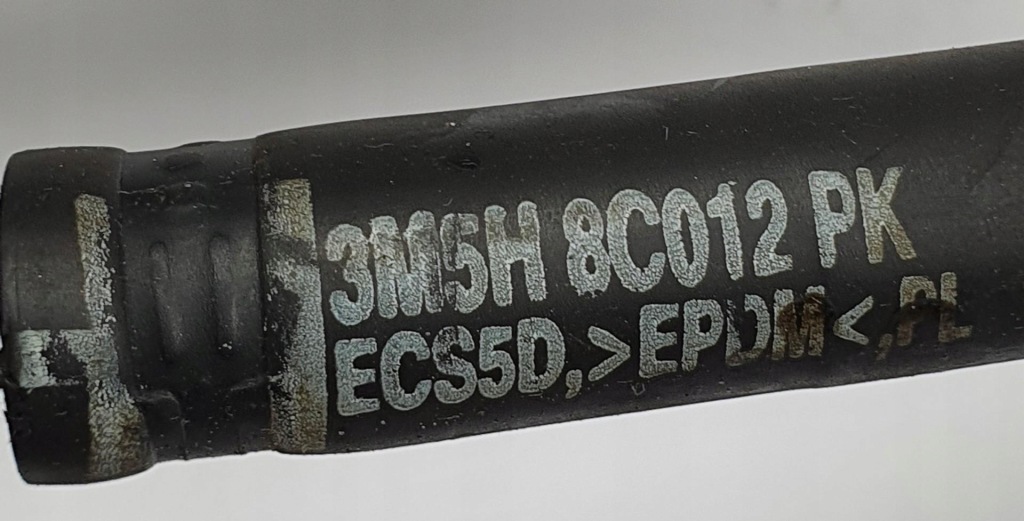 3M5H 8C012 PK
ECS5D,>EPDM<,PL